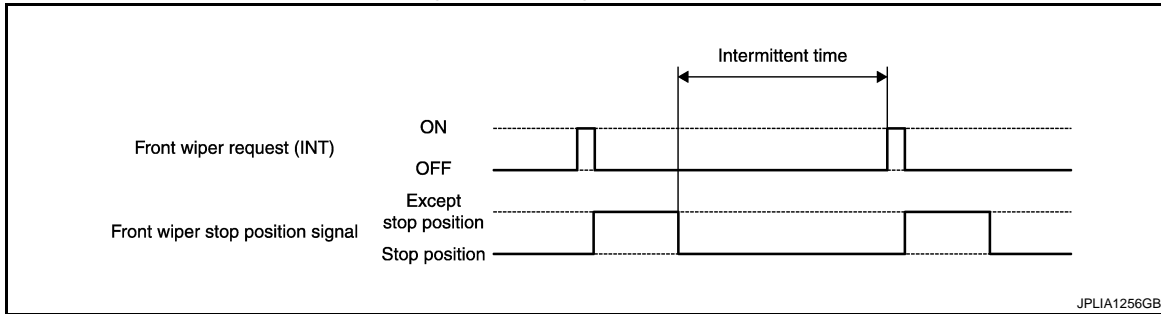 Intermittent time
ON
Front wiper request (INT)
OFF
Except
stop position
Front wiper stop position signal
Stop position
JPLIA1256GB